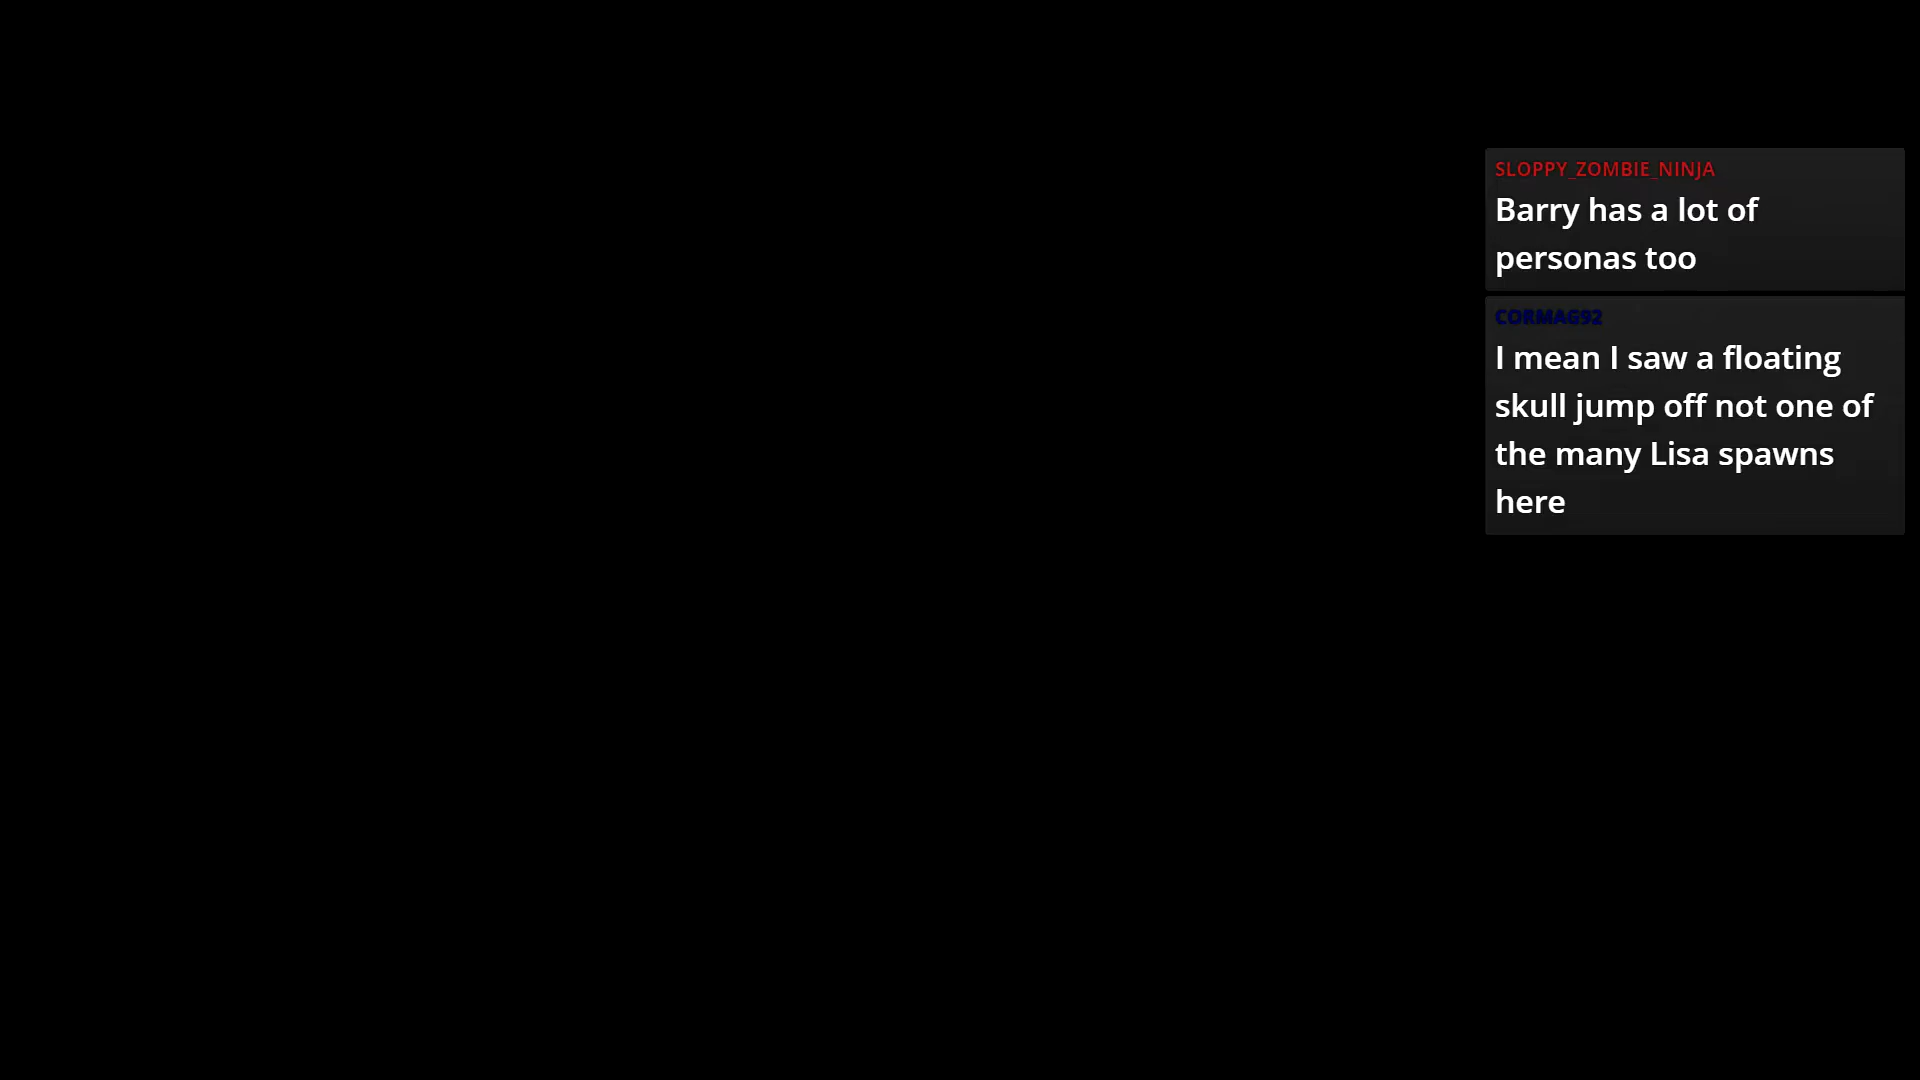 SLOPPY_ZOMBIE_NINJA
Barry has a lot of
personas too
CORMAG92
I mean I saw a floating
skull jump off not one of
the many Lisa spawns
here